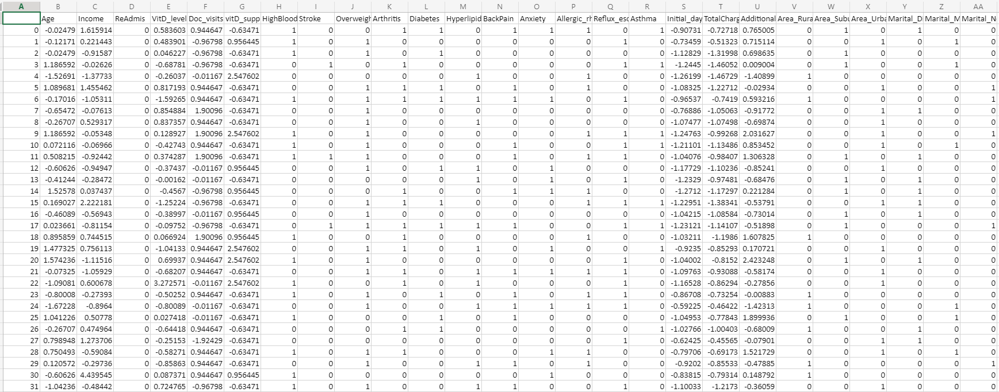 A B C D E F G H I J K L M N O P Q R S T U V W X Y Z AA
Age Income ReAdmis VitD_level Doc_visits vitD_supp HighBlood Stroke Overweigh Arthritis Diabetes Hyperlipid BackPain Anxiety Allergic_rh Reflux_eso Asthma Initial_day TotalCharg Additional Area_Rura Area_Subu Area_Urba Marital_D Marital_M Marital_N
0 -0.02479 1.615914 0 0.583603 0.944647 -0.63471 1 0 0 1 1 0 1 1 1 0 1 -0.90731 -0.72718 0.765005 0 1 0 1 0 0
1 -0.12171 0.221443 0 0.483901 -0.96798 0.956445 1 0 1 0 0 0 0 0 0 1 0 -0.73459 -0.51323 0.715114 0 0 1 1 1 0
2 -0.02479 -0.91587 0 0.046227 -0.96798 -0.63471 1 0 1 0 1 0 0 0 0 0 0 -1.12829 -1.31998 0.698635 0 1 0 0 0 0
3 1.186592 -0.02626 0 -0.68781 -0.96798 -0.63471 0 1 0 1 0 0 0 0 0 1 1 -1.2445 -1.46052 0.009004 0 1 0 0 1 0
4 -1.52691 -1.37733 0 -0.26037 -0.01167 2.547602 0 0 0 0 0 1 0 0 1 0 0 -1.26199 -1.46729 -1.40899 1 0 0 0 0 0
5 1.089681 1.455462 0 0.817193 0.944647 -0.63471 0 0 1 1 1 0 1 0 1 0 0 -1.08325 -1.22712 -0.02934 0 0 1 0 0 1
6 -0.17016 -1.05311 0 -1.59265 0.944647 -0.63471 1 0 1 1 1 1 1 1 0 1 0 -0.96537 -0.7419 0.593216 1 0 0 0 0 1
7 -0.65472 -0.07613 0 0.854884 1.90096 -0.63471 0 0 1 0 0 0 0 0 0 0 0 -0.76886 -1.05063 -0.91772 0 0 1 1 0 0
8 -0.26707 0.529317 0 0.837357 0.944647 -0.63471 0 0 1 0 0 1 0 0 0 0 0 -1.07477 -1.07498 -0.69874 0 0 1 0 0 0
9 1.186592 -0.05348 0 0.128927 1.90096 2.547602 1 0 1 0 0 0 0 0 1 1 1 -1.24763 -0.99268 2.031627 0 0 1 0 0 1
10 0.072116 -0.06966 0 -0.42743 0.944647 -0.63471 1 0 1 0 0 0 1 0 0 1 1 -1.21101 -1.13486 0.853452 0 0 1 0 1 0
11 0.508215 -0.92442 0 0.374287 1.90096 -0.63471 1 1 1 0 0 0 1 0 1 1 0 -1.04076 -0.98407 1.306328 0 1 0 1 0 0
12 -0.60626 -0.94947 0 -0.37437 -0.01167 0.956445 0 0 1 0 1 1 0 1 0 0 0 -1.17729 -1.10236 -0.85241 0 0 1 0 0 0
13 -0.41244 -0.28472 0 -0.00162 -0.01167 -0.63471 0 0 0 0 0 1 0 1 0 1 0 -1.2329 -0.97481 -0.68476 0 1 0 1 0 0
14 1.52578 0.037437 0 -0.4567 -0.96798 0.956445 0 0 0 1 0 0 1 1 1 0 0 -1.2712 -1.17297 0.221284 0 1 0 1 0 0
15 0.169027 2.222181 0 -1.25224 -0.96798 -0.63471 0 0 1 1 1 0 0 0 1 1 1 -1.22951 -1.38341 -0.53791 0 0 1 1 0 0
16 -0.46089 -0.56943 0 -0.38997 -0.01167 0.956445 0 0 1 0 0 0 0 0 0 0 0 -1.04215 -1.08584 -0.73014 0 1 0 1 0 0
17 0.023661 -0.81154 0 -0.09752 -0.96798 -0.63471 0 1 1 1 1 1 1 0 0 1 1 -1.23121 -1.14107 -0.51898 0 1 0 0 0 1
18 0.895859 0.744515 0 0.066924 1.90096 0.956445 1 0 0 1 0 0 0 0 1 0 0 -1.03211 -1.1986 1.607825 1 0 0 0 0 0
19 1.477325 0.756113 0 -1.04133 0.944647 2.547602 0 0 1 1 0 1 0 1 0 0 1 -0.9235 -0.85293 0.170721 0 0 1 0 0 0
20 1.574236 -1.11516 0 0.69937 0.944647 2.547602 1 0 1 0 0 0 0 0 0 1 0 -1.04002 -0.8152 2.423248 0 1 0 1 0 0
21 -0.07325 -1.05929 0 -0.68207 0.944647 -0.63471 0 0 1 1 0 1 1 1 1 1 0 -1.09763 -0.93088 -0.58174 0 0 1 0 0 0
22 -1.09081 0.600678 0 3.272571 -0.01167 2.547602 1 0 0 1 0 1 0 0 0 1 0 -1.16528 -0.86294 -0.27856 0 0 1 0 0 0
23 -0.80008 -0.27393 0 -0.50252 0.944647 -0.63471 1 0 1 0 1 0 1 0 1 1 0 -0.86708 -0.73254 -0.00883 1 0 0 0 0 0
24 -1.67228 -0.8964 0 -0.80089 -0.01167 -0.63471 0 0 1 0 0 1 1 1 1 1 0 -0.59225 -0.46422 -1.42313 1 0 0 0 1 0
25 1.041226 0.50778 0 0.027418 -0.01167 -0.63471 1 0 0 0 1 0 1 0 0 0 0 -1.04953 -0.77843 1.899936 0 1 0 0 1 0
26 -0.26707 0.474964 0 -0.64418 0.944647 -0.63471 0 0 0 1 1 0 0 0 0 0 1 -1.02766 -1.00403 -0.68009 1 0 0 1 0 0
27 0.798948 1.273706 0 -0.25153 -1.92429 -0.63471 0 0 0 0 0 0 0 0 0 1 0 -0.62425 -0.45565 -0.07901 0 0 1 1 0 0
28 0.750493 -0.59084 0 -0.58271 0.944647 -0.63471 1 0 1 1 0 0 0 1 1 0 0 -0.79706 -0.69173 1.521729 0 0 1 0 1 0
29 0.120572 -0.29736 0 -0.85863 0.944647 -0.63471 0 0 1 0 0 1 1 0 1 0 0 -0.9202 -0.85533 -0.47885 1 0 0 0 0 1
30 -0.60626 4.439545 0 0.087371 0.944647 0.956445 1 0 0 0 0 0 0 1 0 0 0 -0.83815 -0.79314 0.148792 1 0 0 0 0 0
31 -1.04236 -0.48442 0 0.724765 -0.96798 -0.63471 1 0 1 0 0 1 1 0 0 1 0 -1.10033 -1.2173 -0.36059 0 0 1 0 0 0